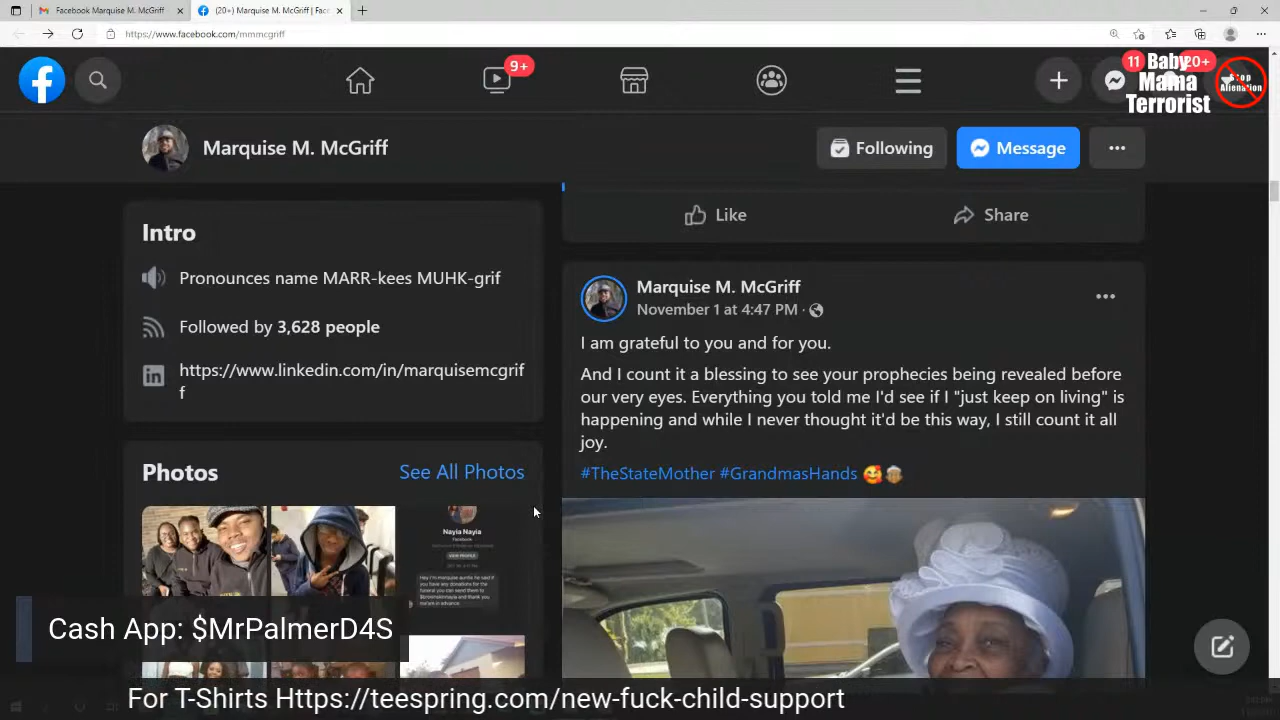 Facebook Marquise M. McGriff
(20+) Marquise M. McGriff | Fac
https://www.facebook.com/mmmcgriff
9+
11
20+
Baby
Mama
Terrorist
Stop
Alienation
Marquise M. McGriff
Following
Message
Intro
Pronounces name MARR-kees MUHK-grif
Followed by 3,628 people
https://www.linkedin.com/in/marquisemcgrif
f
Photos
See All Photos
Nayia Nayia
Facebook
VIEW PROFILE
Like
Share
Marquise M. McGriff
November 1 at 4:47 PM ·
I am grateful to you and for you.
And I count it a blessing to see your prophecies being revealed before
our very eyes. Everything you told me I'd see if I "just keep on living" is
happening and while I never thought it'd be this way, I still count it all
joy.
#TheStateMother #GrandmasHands
Cash App: $MrPalmerD4S
For T-Shirts Https://teespring.com/new-fuck-child-support